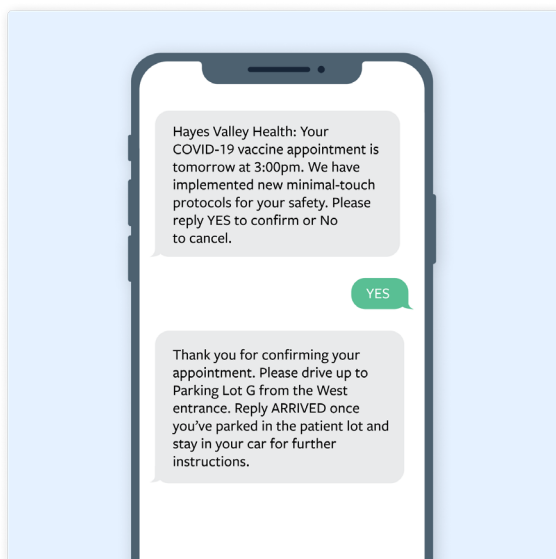 Hayes Valley Health: Your
COVID-19 vaccine appointment is
tomorrow at 3:00pm. We have
implemented new minimal-touch
protocols for your safety. Please
reply YES to confirm or No
to cancel.
YES
Thank you for confirming your
appointment. Please drive up to
Parking Lot G from the West
entrance. Reply ARRIVED once
you’ve parked in the patient lot and
stay in your car for further
instructions.